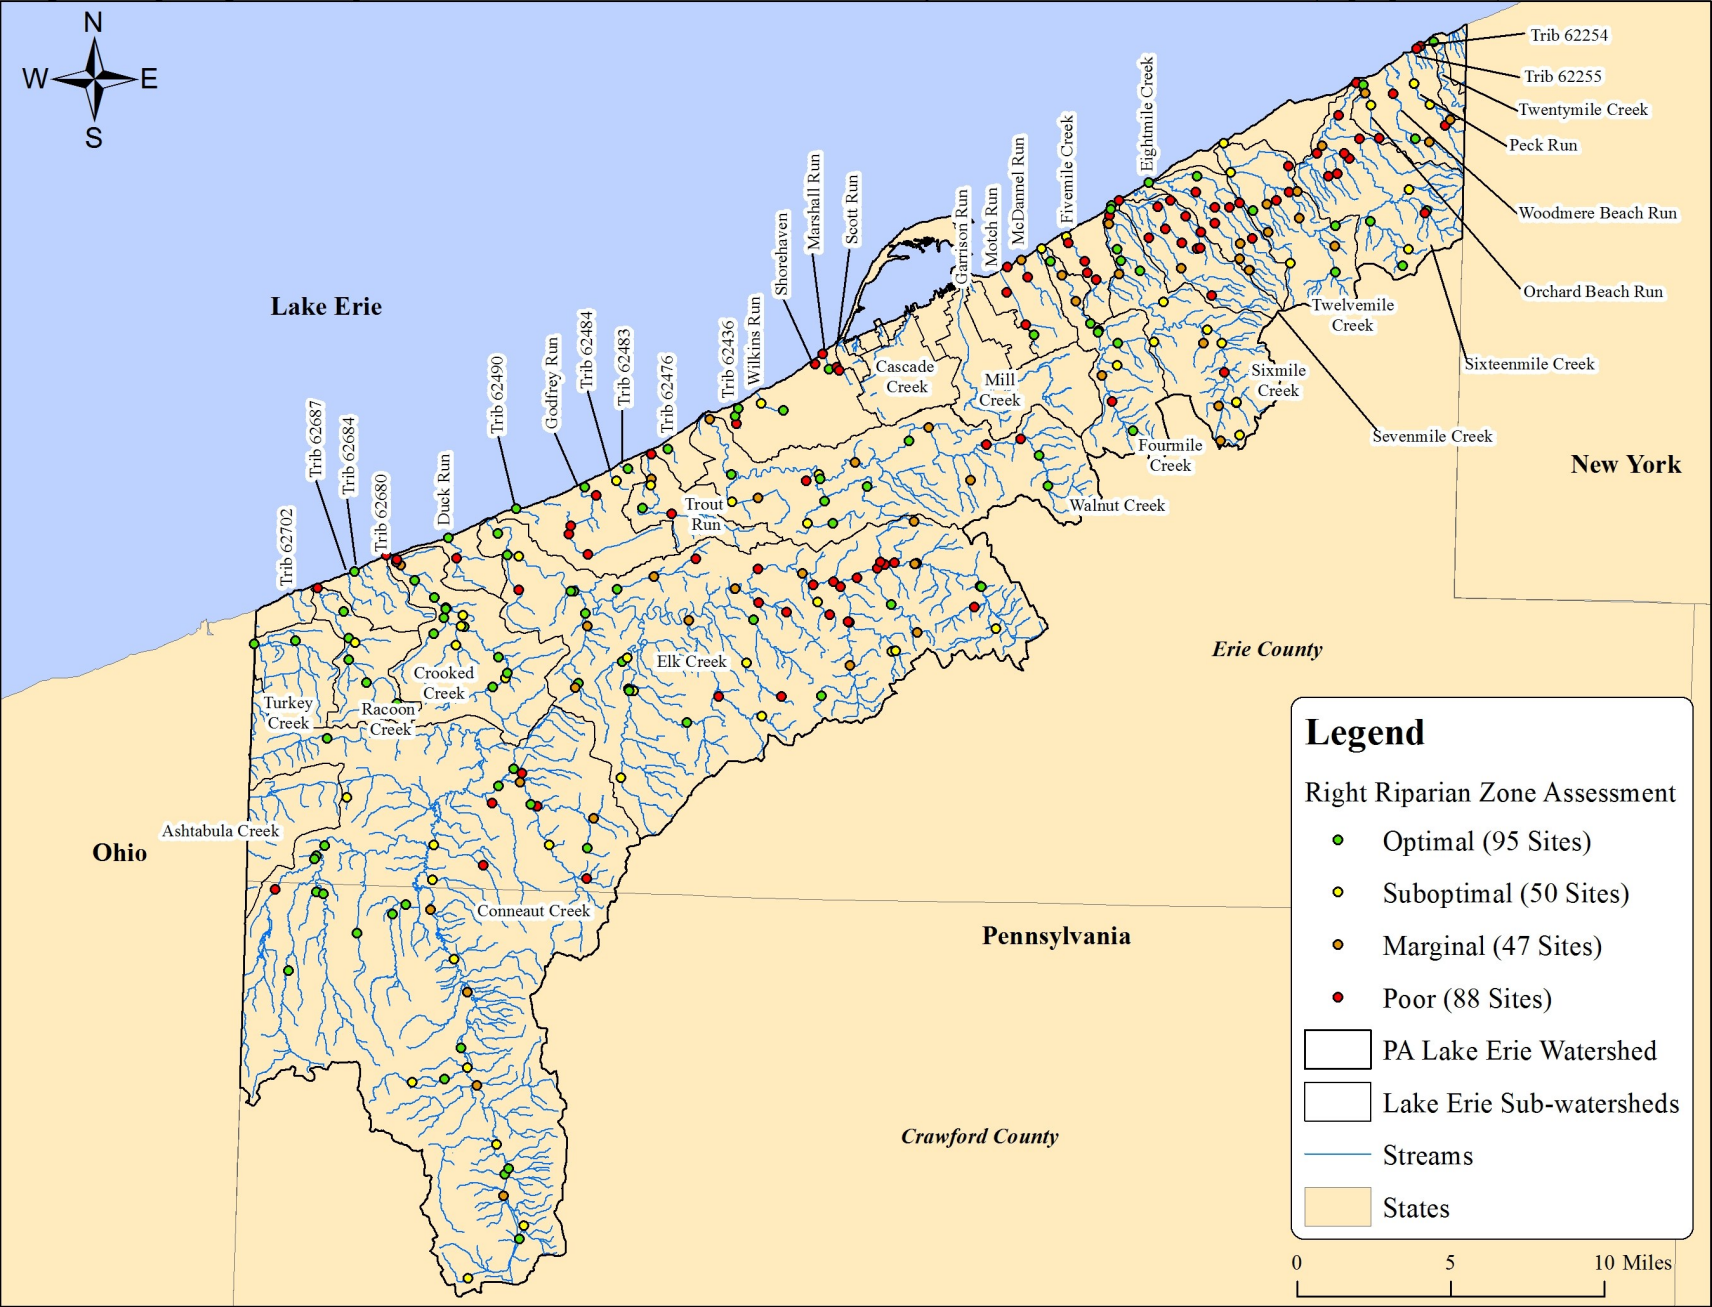 N
W E
S
Trib 62254
Trib 62255
Twentymile Creek
Peck Run
Woodmere Beach Run
Orchard Beach Run
Sixteenmile Creek
Sevenmile Creek
Eightmile Creek
Fivemile Creek
McDannel Run
Motch Run
Garrison Run
Scott Run
Marshall Run
Shorehaven
Wilkins Run
Trib 62436
Trib 62476
Trib 62483
Trib 62484
Godfrey Run
Trib 62490
Duck Run
Trib 62680
Trib 62684
Trib 62687
Trib 62702
Lake Erie
Twelvemile
Creek
Cascade
Creek
Mill
Creek
Sixmile
Creek
Fourmile
Creek
Walnut Creek
Trout
Run
New York
Erie County
Elk Creek
Crooked
Creek
Racoon
Creek
Turkey
Creek
Ashtabula Creek
Ohio
Conneaut Creek
Pennsylvania
Crawford County
Legend
Right Riparian Zone Assessment
Optimal (95 Sites)
Suboptimal (50 Sites)
Marginal (47 Sites)
Poor (88 Sites)
PA Lake Erie Watershed
Lake Erie Sub-watersheds
Streams
States
0 5 10 Miles